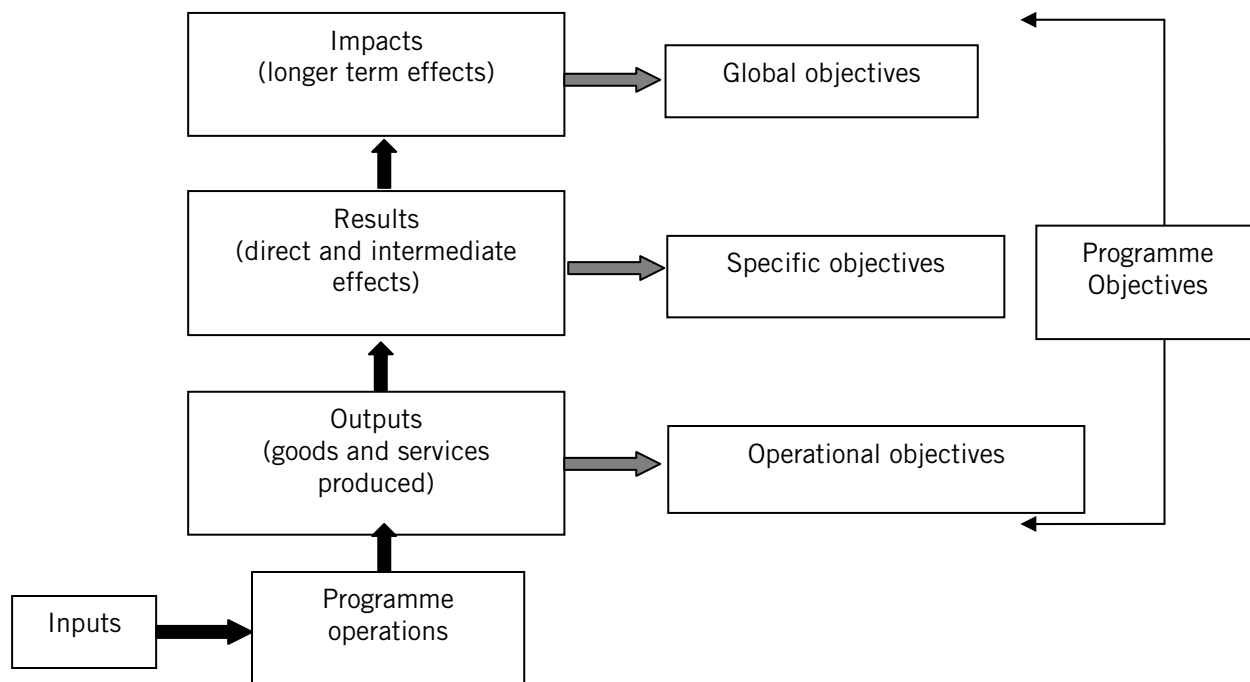 Impacts
(longer term effects)
Global objectives
Results
(direct and intermediate
effects)
Specific objectives
Programme
Objectives
Outputs
(goods and services
produced)
Operational objectives
Inputs
Programme
operations